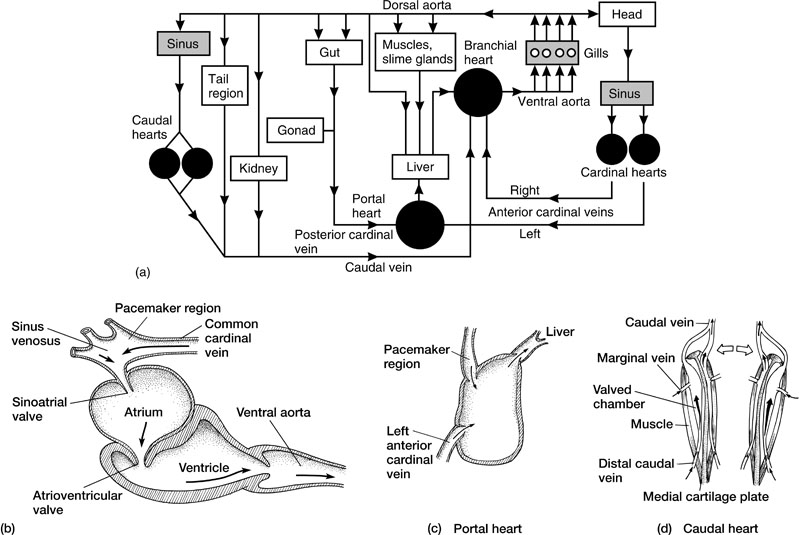 Dorsal aorta
Head
Sinus
Gut
Muscles,
slime glands
Branchial
heart
Gills
Tail
region
Ventral aorta
Sinus
Caudal
hearts
Gonad
Kidney
Liver
Cardinal hearts
Portal
heart
Right
Anterior cardinal veins
Left
Posterior cardinal
vein
Caudal vein
(a)
Pacemaker region
Sinus
venosus
Common
cardinal
vein
Sinoatrial
valve
Atrium
Ventral aorta
Ventricle
Atrioventricular
valve
(b)
Liver
Pacemaker
region
Left
anterior
cardinal
vein
(c) Portal heart
Caudal vein
Marginal vein
Valved
chamber
Muscle
Distal caudal
vein
Medial cartilage plate
(d) Caudal heart